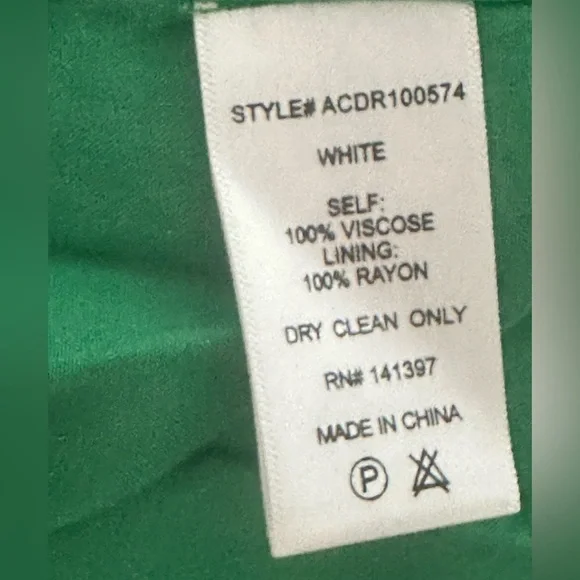 STYLE# ACDR100574
WHITE
SELF:
100% VISCOSE
LINING:
100% RAYON
DRY CLEAN ONLY
RN# 141397
MADE IN CHINA
P